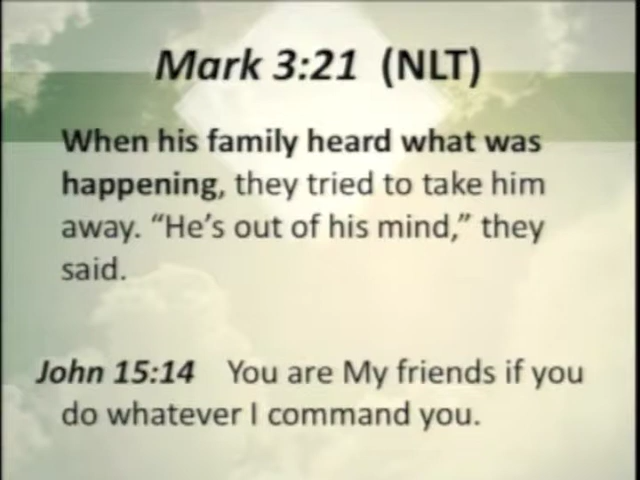 Mark 3:21 (NLT)
When his family heard what was
happening, they tried to take him
away. “He’s out of his mind,” they
said.
John 15:14 You are My friends if you
do whatever I command you.